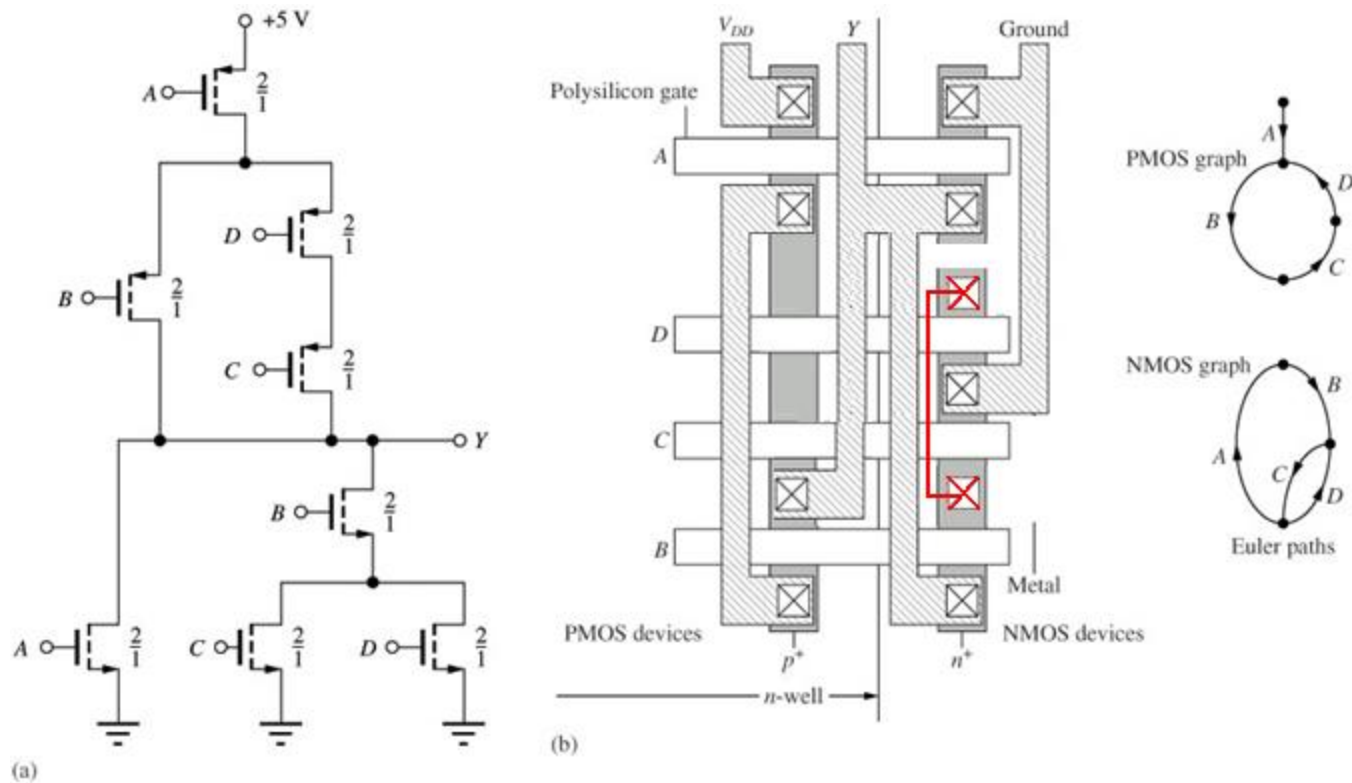 +5 V
A
2/1
D
2/1
B
2/1
C
2/1
Y
B
2/1
A
2/1
C
2/1
D
2/1
(a)
V_DD
Y
Ground
Polysilicon gate
A
D
C
B
Metal
PMOS devices
NMOS devices
p+
n+
n-well
(b)
A
PMOS graph
D
B
C
NMOS graph
B
A
C
D
Euler paths